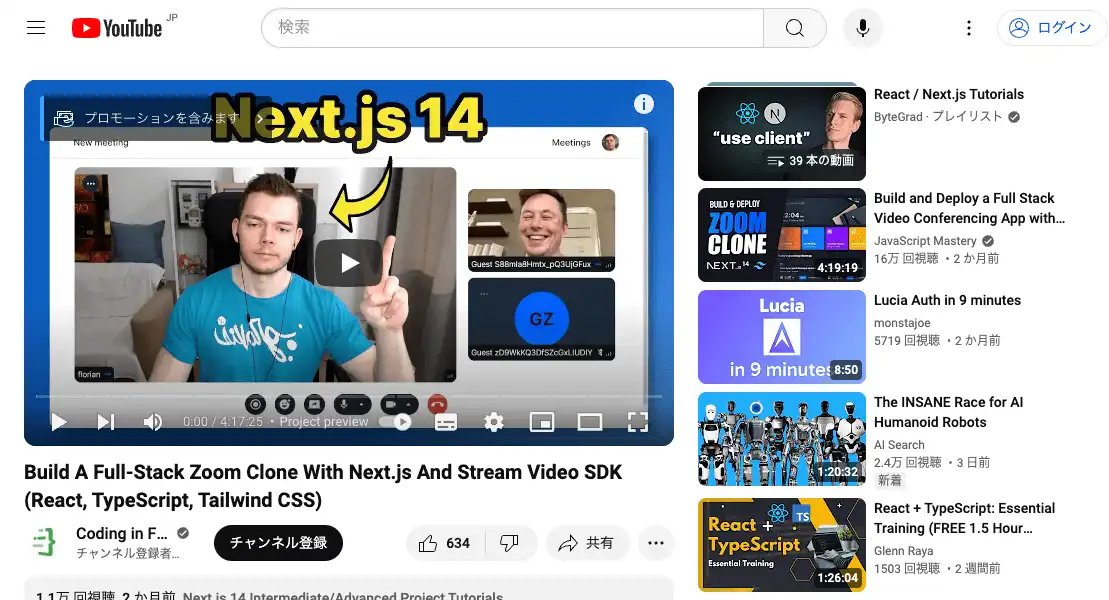 YouTube JP
検索
ログイン
プロモーションを含みます
Next.js 14
New meeting
Meetings
Guest S88mla8Hmtx_pQ3UjGFux
GZ
Guest zD9WkKQ3DfSZcGxLIUDIY
florian
0:00 / 4:17:25 • Project preview
Build A Full-Stack Zoom Clone With Next.js And Stream Video SDK
(React, TypeScript, Tailwind CSS)
Coding in F...
チャンネル登録者...
チャンネル登録
634
共有
1.1万 回視聴 2 か月前 Next.js 14 Intermediate/Advanced Project Tutorials
"use client"
39 本の動画
React / Next.js Tutorials
ByteGrad · プレイリスト
BUILD & DEPLOY
ZOOM
CLONE
NEXT.JS 14
4:19:19
Build and Deploy a Full Stack
Video Conferencing App with…
JavaScript Mastery
16万 回視聴 ・2 か月前
Lucia
in 9 minutes
8:50
Lucia Auth in 9 minutes
monstajoe
5719 回視聴 ・2 か月前
1:20:32
The INSANE Race for AI
Humanoid Robots
AI Search
2.4万 回視聴 ・3 日前
新着
React +
TS
TypeScript
Essential Training
1:26:04
React + TypeScript: Essential
Training (FREE 1.5 Hour…
Glenn Raya
1503 回視聴 ・2 週間前